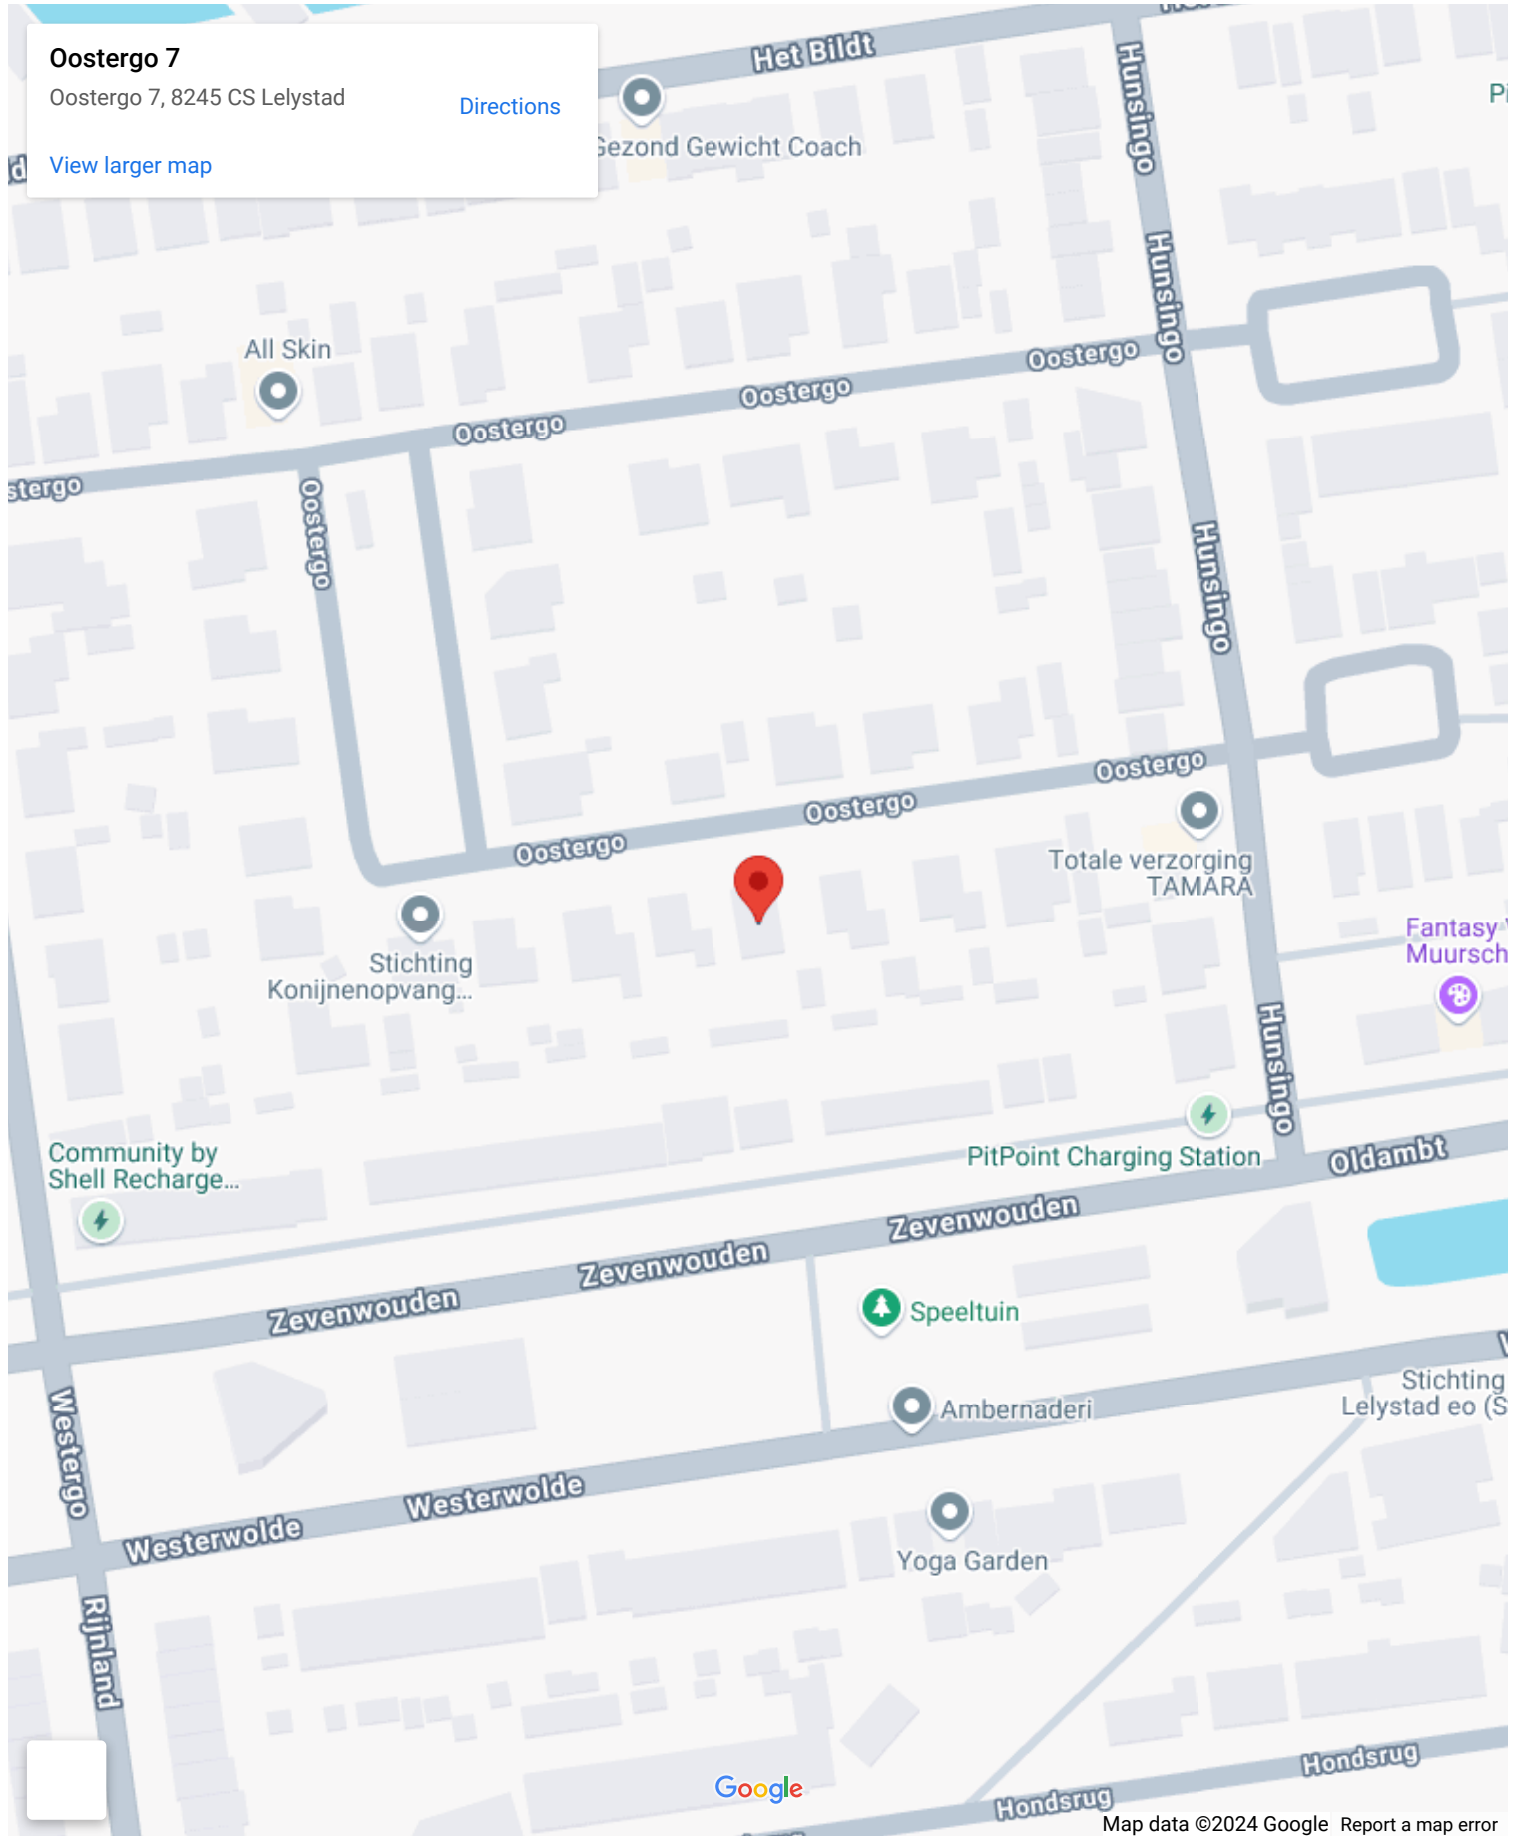 Oostergo 7
Oostergo 7, 8245 CS Lelystad
Directions
View larger map
Het Bildt
Gezond Gewicht Coach
Hunsingo
Hunsingo
Oostergo
All Skin
Oostergo
Oostergo
stergo
Oostergo
Hunsingo
Oostergo
Oostergo
Oostergo
Totale verzorging
TAMARA
Stichting
Konijnenopvang...
Fantasy
Muursch
Hunsingo
Community by
Shell Recharge...
PitPoint Charging Station
Oldambt
Zevenwouden
Zevenwouden
Zevenwouden
Speeltuin
Stichting
Lelystad eo (S
Ambernaderi
Westergo
Westerwolde
Westerwolde
Yoga Garden
Rijnland
Hondsrug
Hondsrug
Google
Map data ©2024 Google
Report a map error